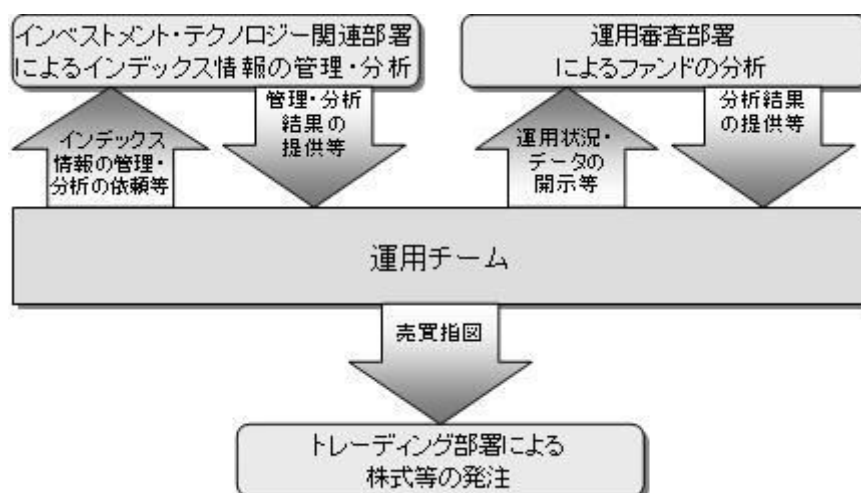 インベストメント・テクノロジー関連部署
によるインデックス情報の管理・分析
運用審査部署
によるファンドの分析
インデックス
情報の管理・
分析の依頼等
管理・分析
結果の
提供等
運用状況・
データの
開示等
分析結果
の提供等
運用チーム
売買指図
トレーディング部署による
株式等の発注